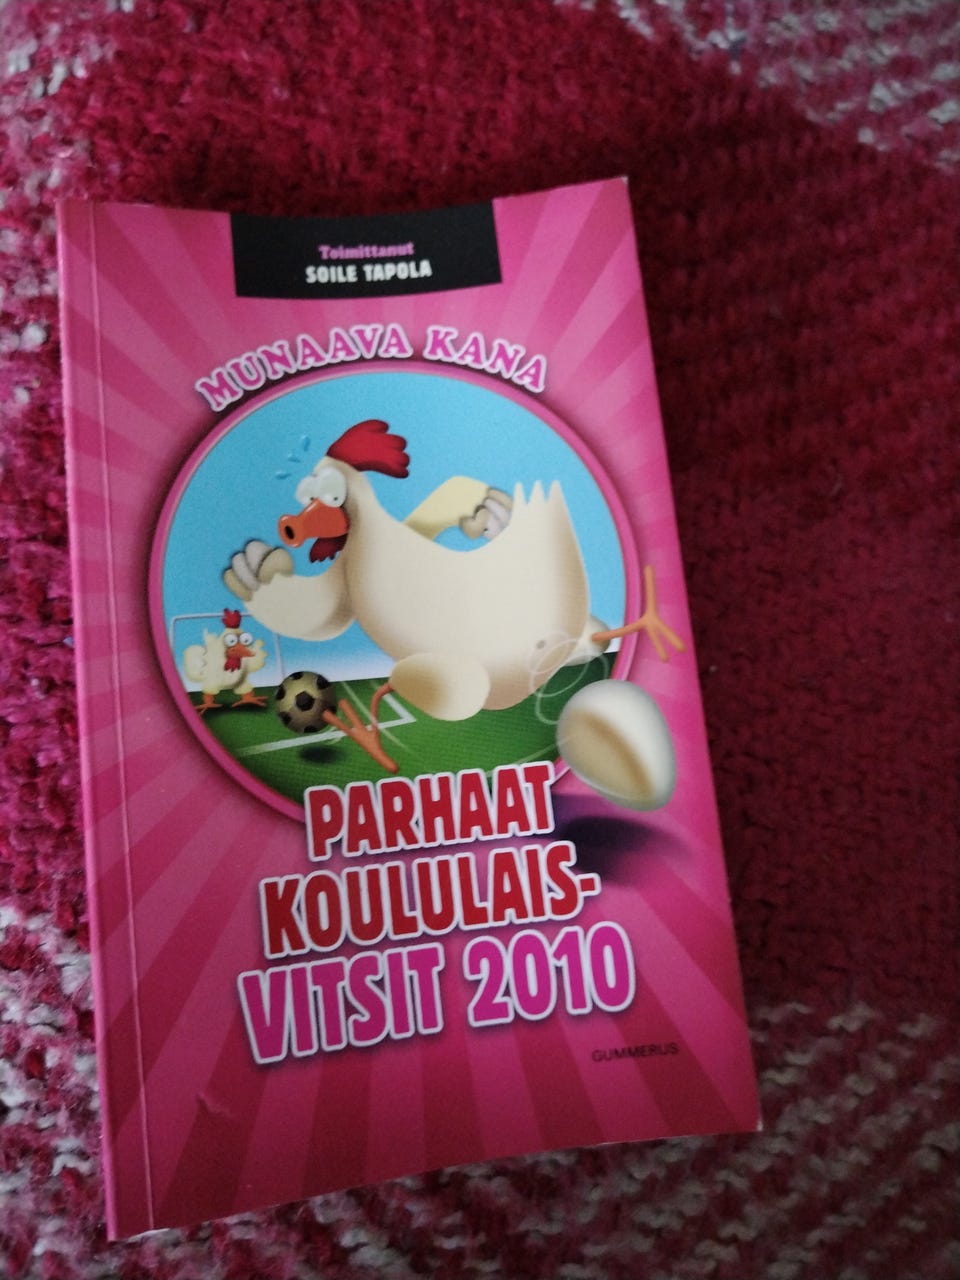 Toimittanut
SOILE TAPOLA
MUNAAVA KANA
PARHAAT
KOULULAIS-
VITSIT 2010
GUMMERUS